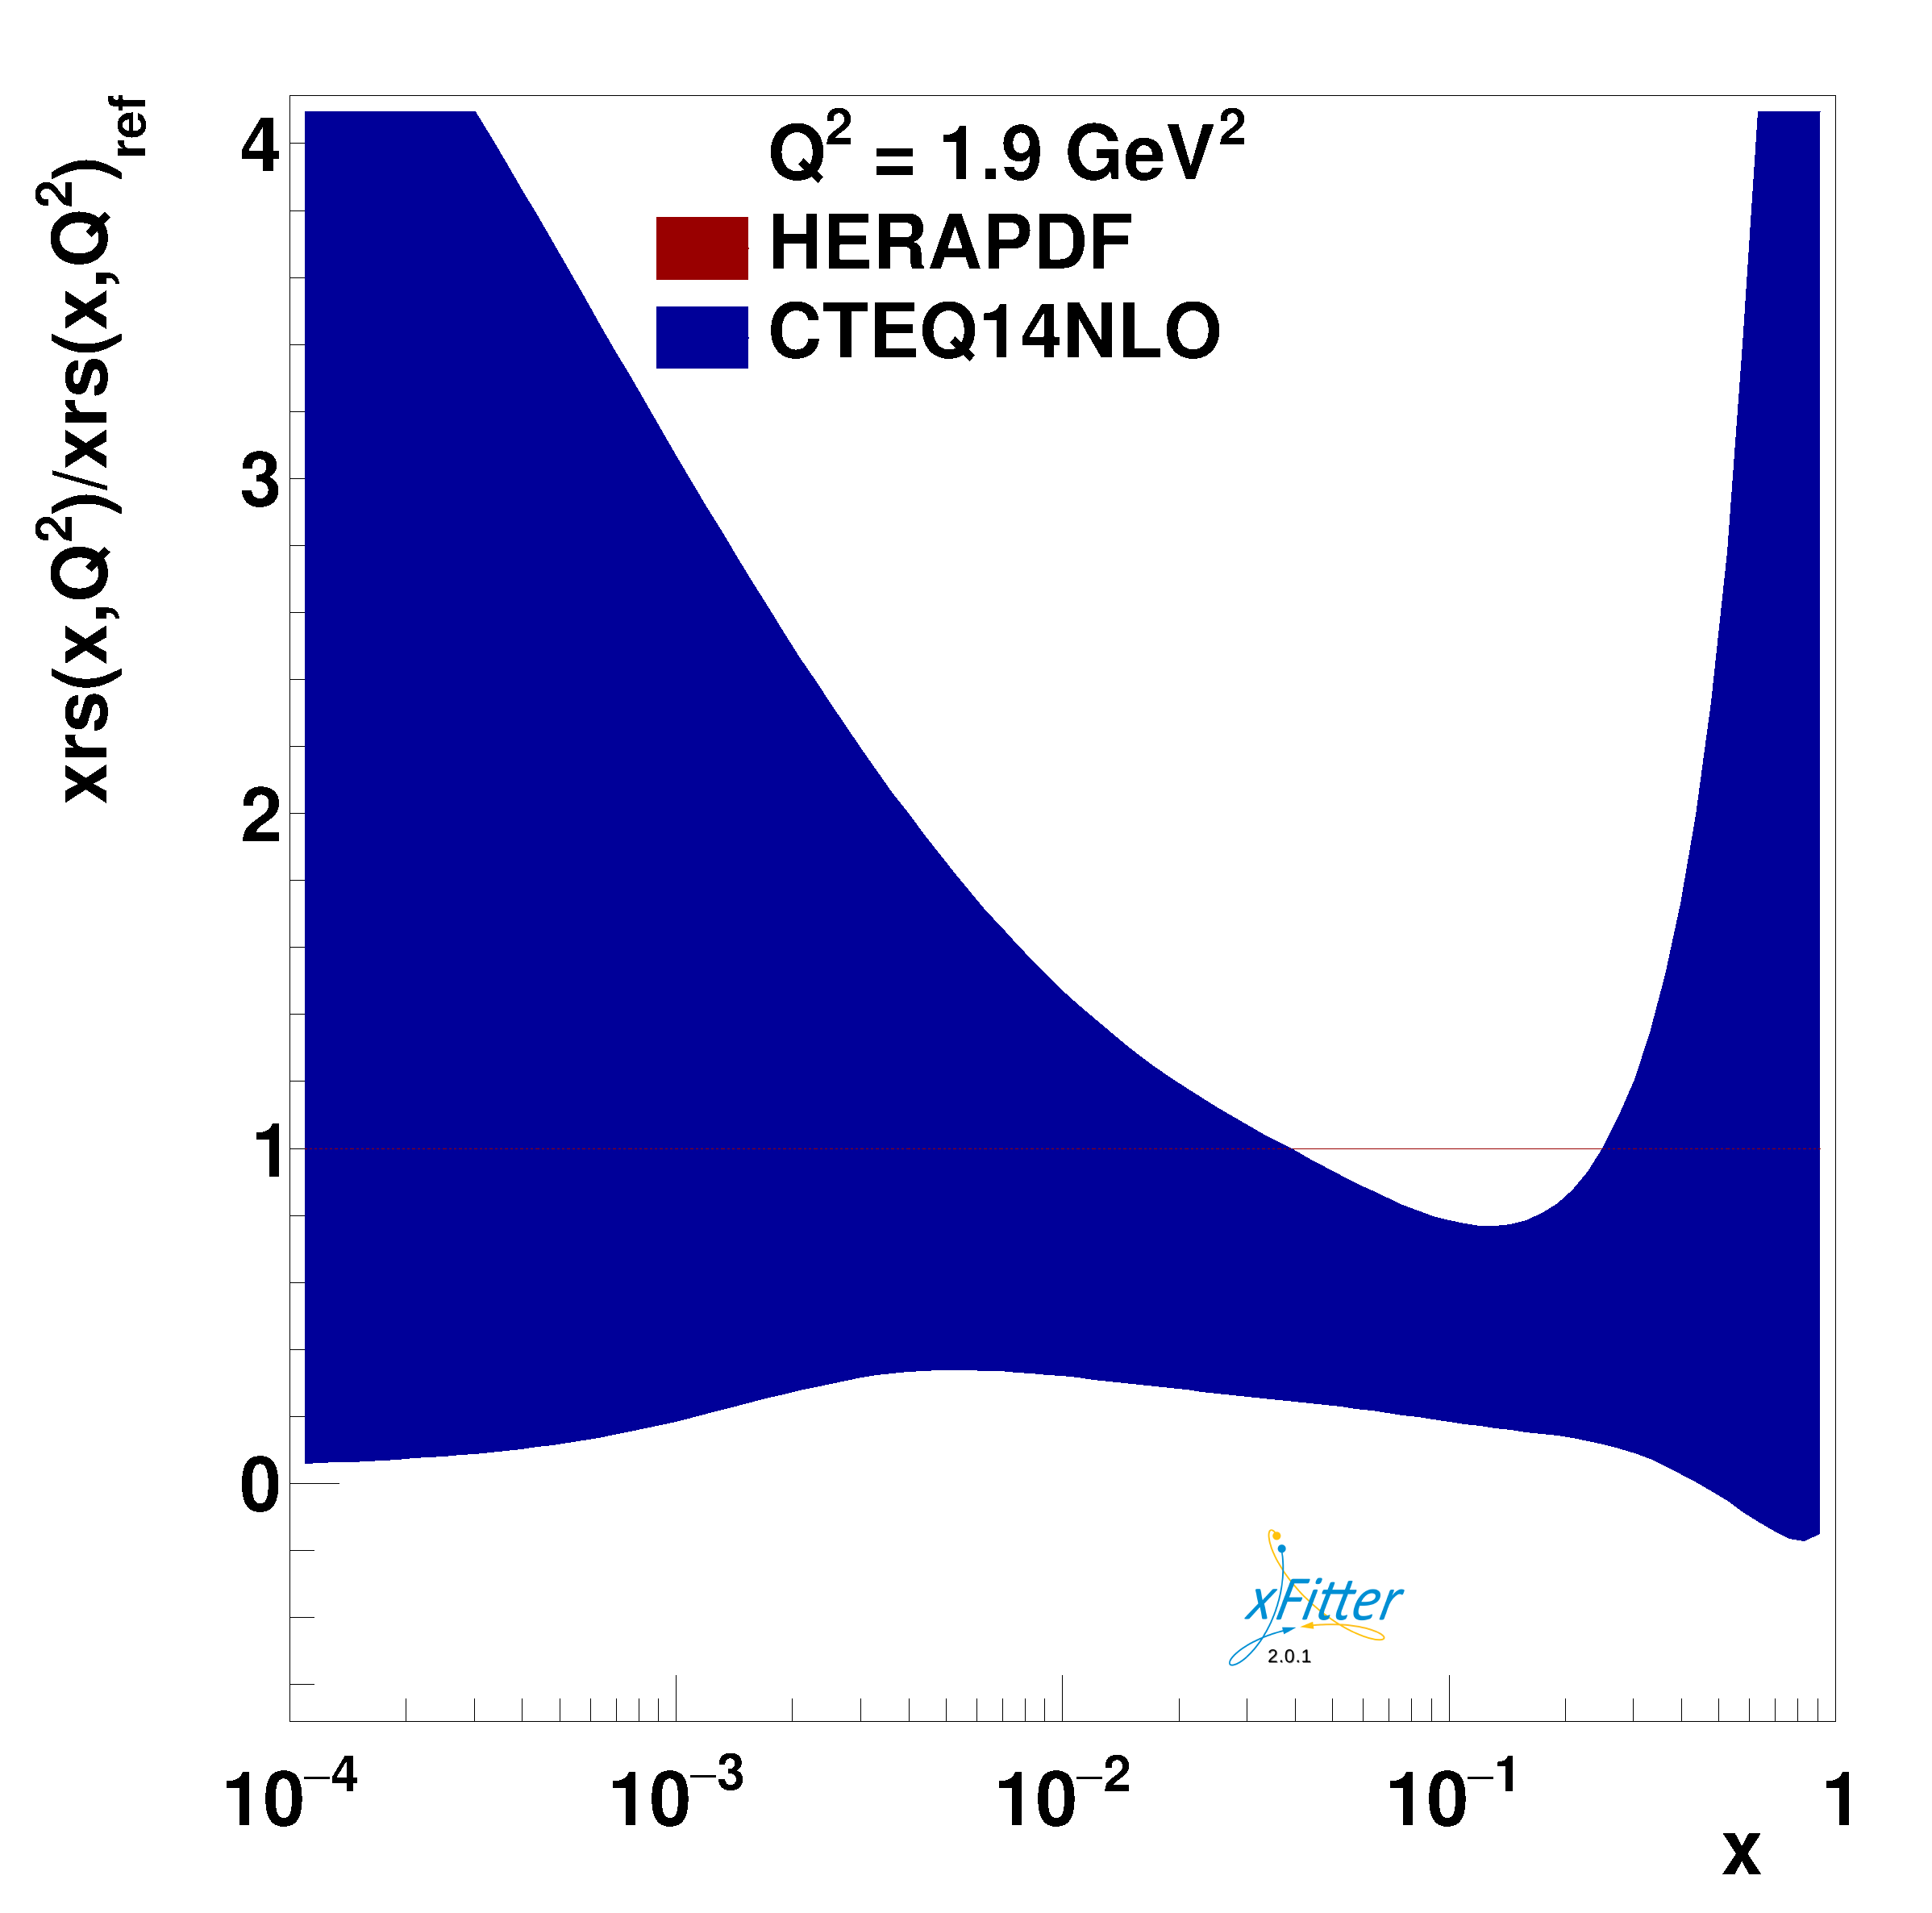 xrs(x,Q²)/xrs(x,Q²)ref
Q² = 1.9 GeV²
HERAPDF
CTEQ14NLO
4
3
2
1
0
xFitter
2.0.1
10⁻⁴ 10⁻³ 10⁻² 10⁻¹ 1
x